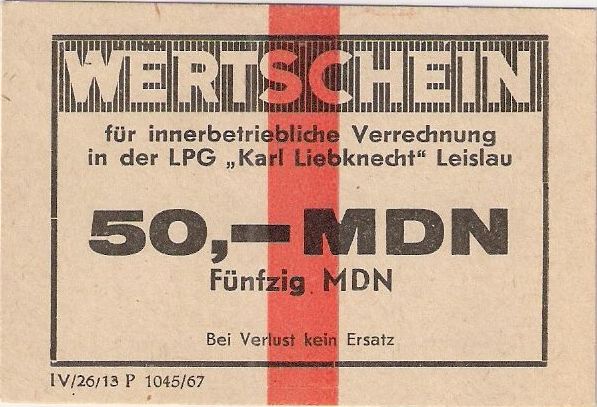 WERTSCHEIN
für innerbetriebliche Verrechnung
in der LPG „Karl Liebknecht“ Leislau
50,— MDN
Fünfzig MDN
Bei Verlust kein Ersatz
IV/26/13 P 1045/67